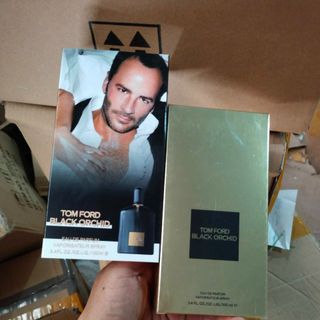 TOM FORD
BLACK ORCHID
EAU DE PARFUM
VAPORISATEUR SPRAY
TOM FORD
BLACK ORCHID
EAU DE PARFUM
VAPORISATEUR SPRAY